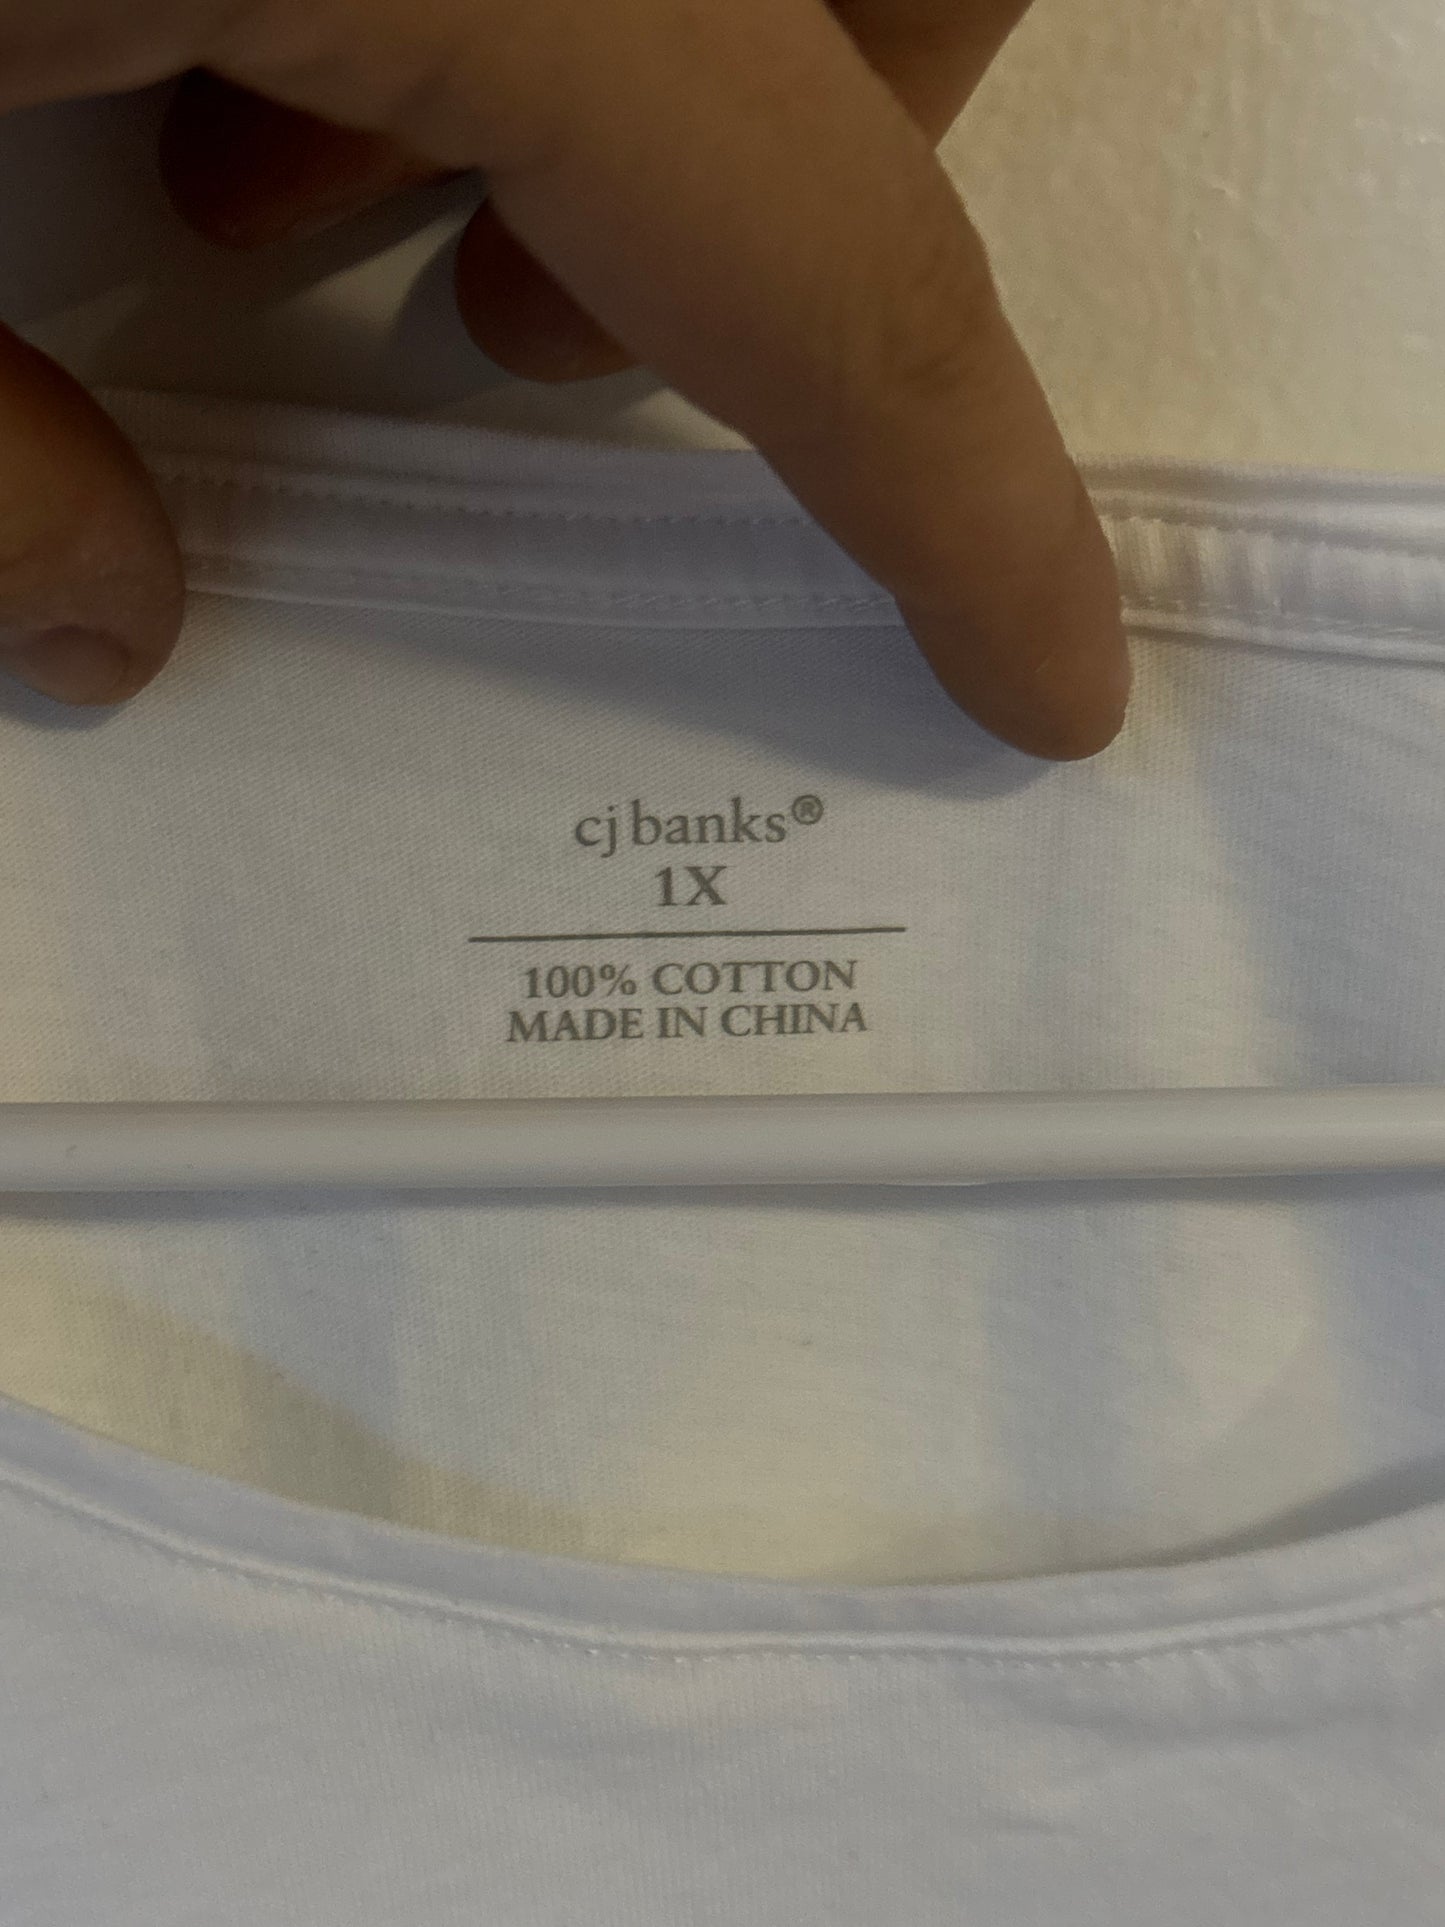 cj banks®
1X
100% COTTON
MADE IN CHINA